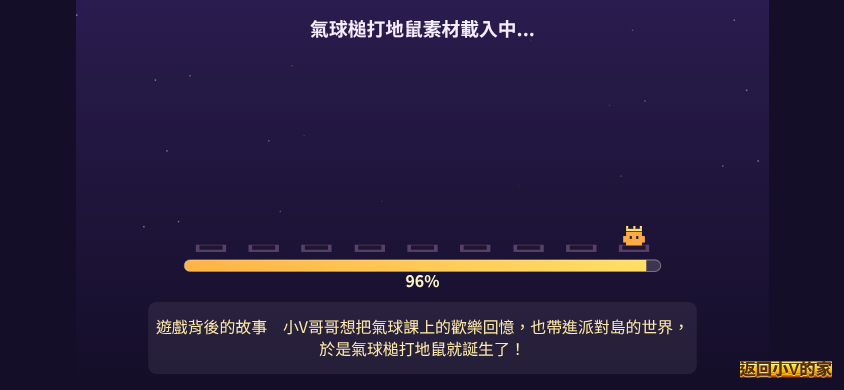 氣球槌打地鼠素材載入中...
96%
遊戲背後的故事　小V哥哥想把氣球課上的歡樂回憶，也帶進派對島的世界，
於是氣球槌打地鼠就誕生了！
返回小V的家